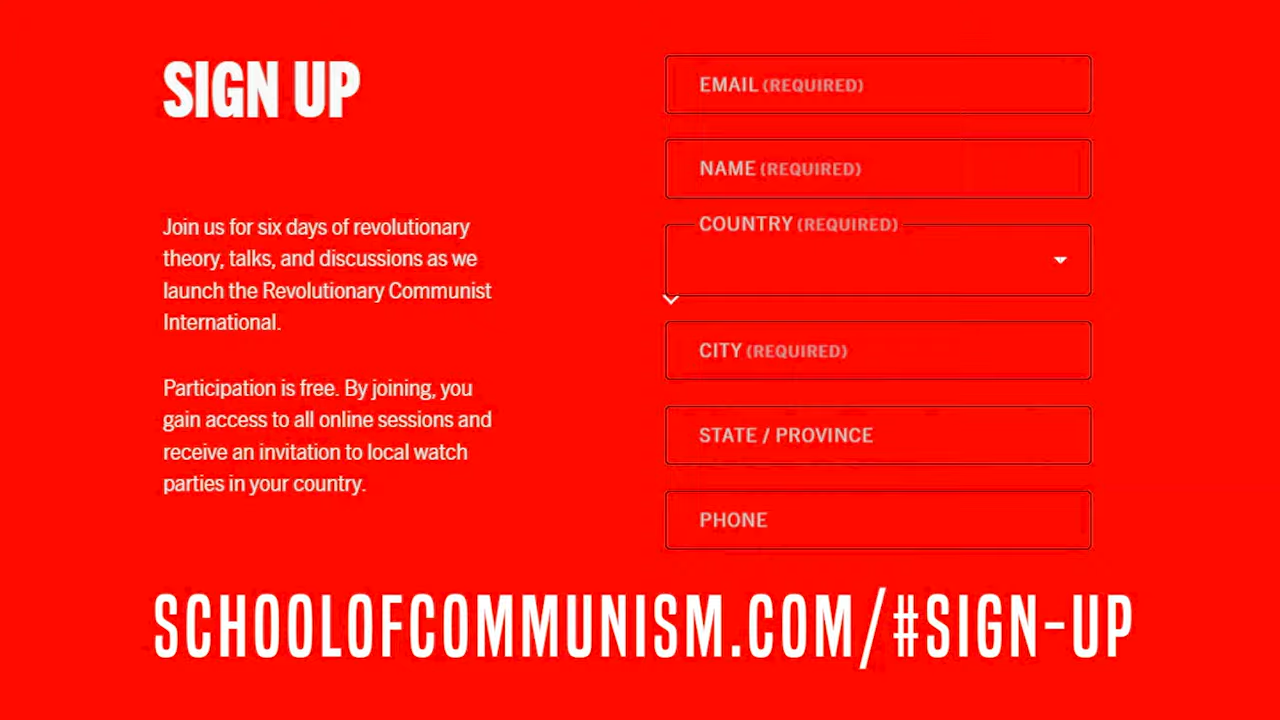 SIGN UP
Join us for six days of revolutionary
theory, talks, and discussions as we
launch the Revolutionary Communist
International.
Participation is free. By joining, you
gain access to all online sessions and
receive an invitation to local watch
parties in your country.
EMAIL (REQUIRED)
NAME (REQUIRED)
COUNTRY (REQUIRED)
CITY (REQUIRED)
STATE / PROVINCE
PHONE
SCHOOLOFCOMMUNISM.COM/#SIGN-UP